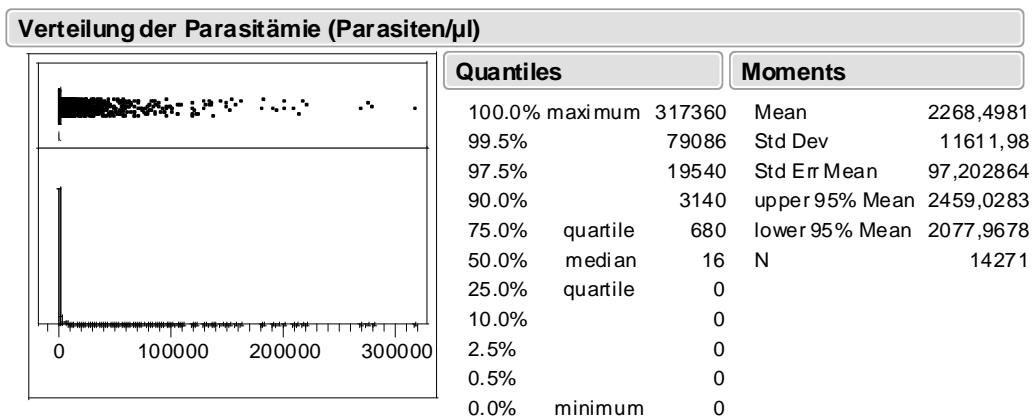 Verteilung der Parasitämie (Parasiten/µl)
0 100000 200000 300000
Quantiles
100.0% maximum 317360
99.5% 79086
97.5% 19540
90.0% 3140
75.0% quartile 680
50.0% median 16
25.0% quartile 0
10.0% 0
2.5% 0
0.5% 0
0.0% minimum 0
Moments
Mean 2268,4981
Std Dev 11611,98
Std Err Mean 97,202864
upper 95% Mean 2459,0283
lower 95% Mean 2077,9678
N 14271